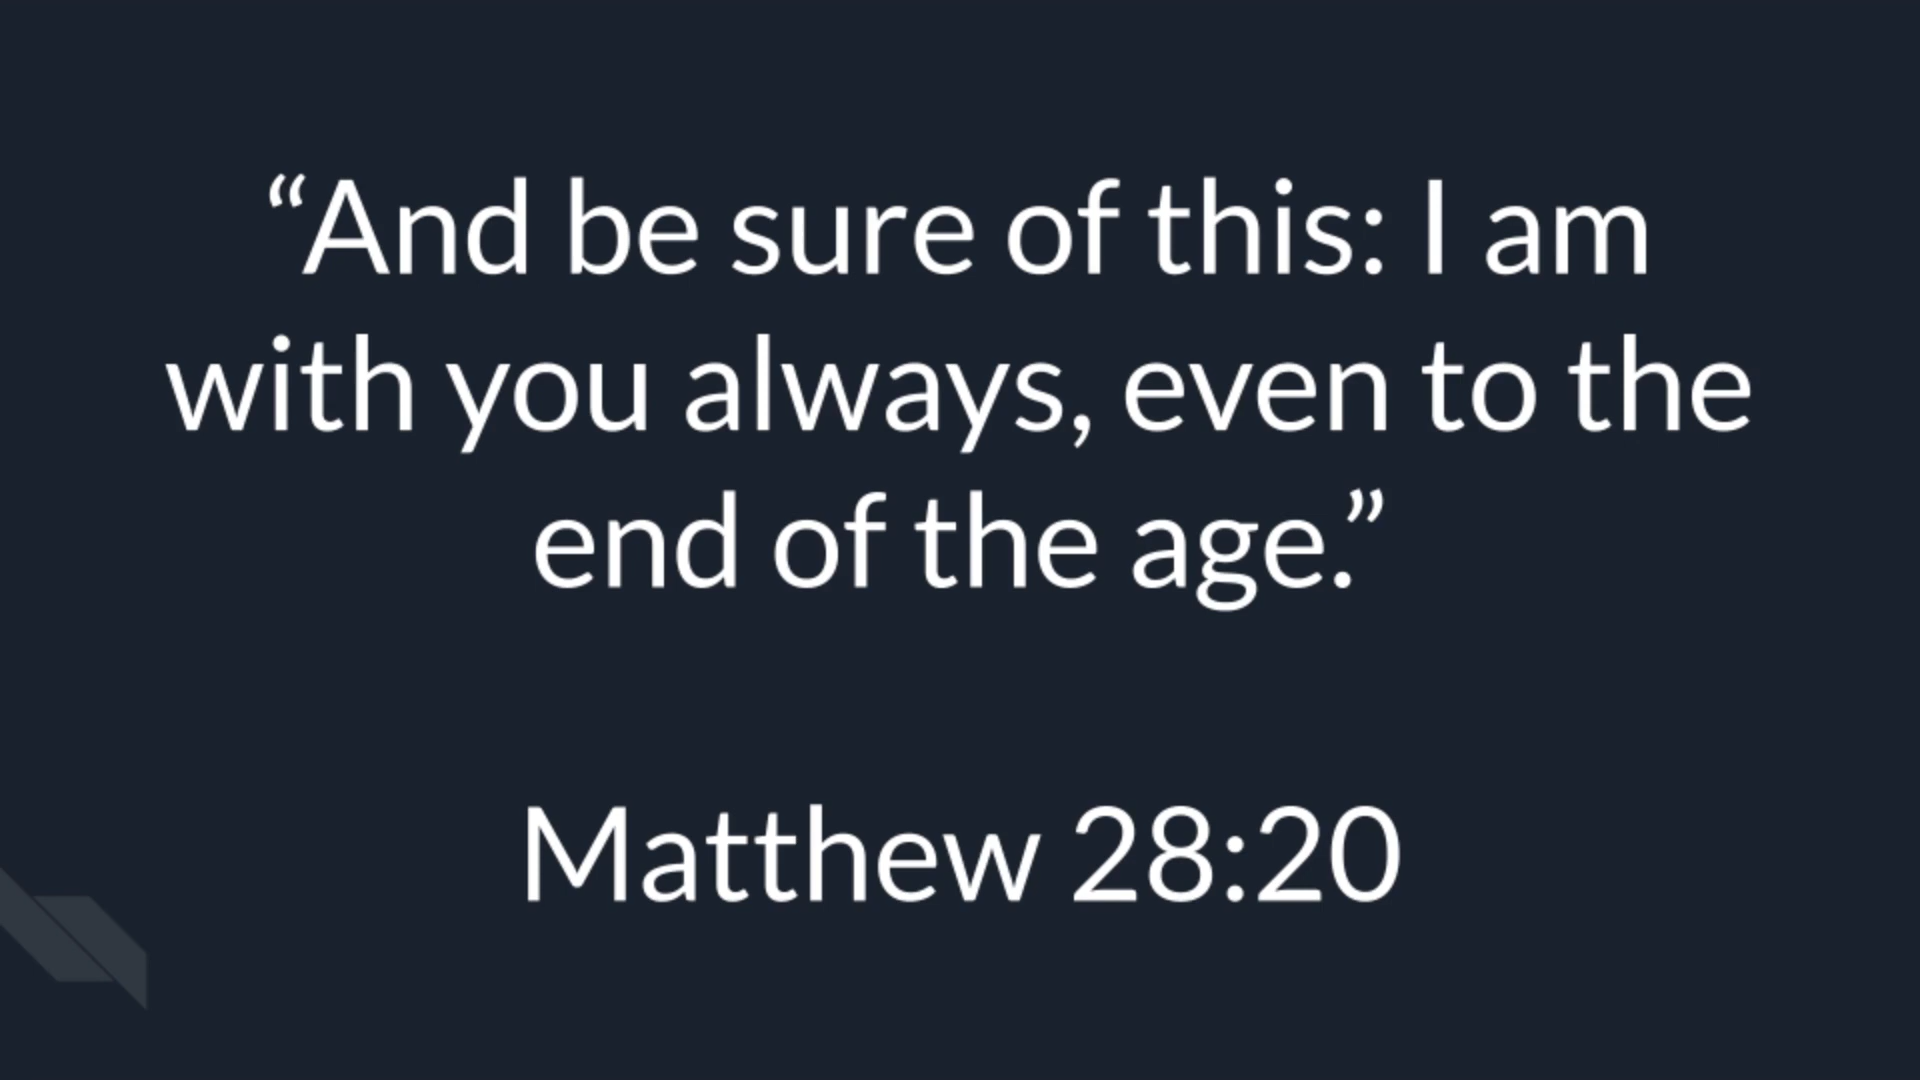 “And be sure of this: I am
with you always, even to the
end of the age.”
Matthew 28:20